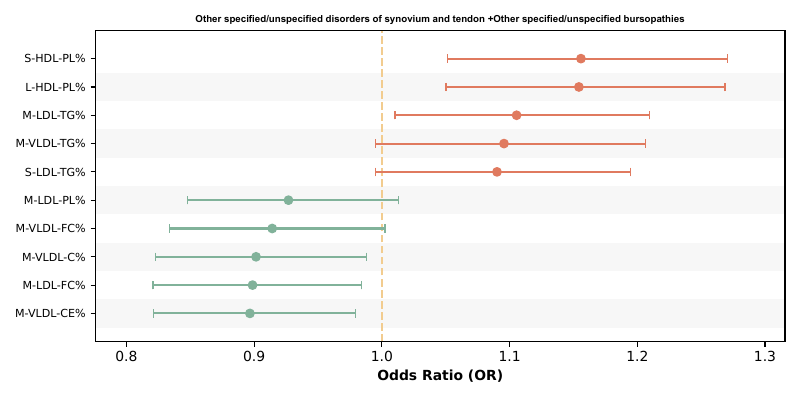 Other specified/unspecified disorders of synovium and tendon +Other specified/unspecified bursopathies
S-HDL-PL%
L-HDL-PL%
M-LDL-TG%
M-VLDL-TG%
S-LDL-TG%
M-LDL-PL%
M-VLDL-FC%
M-VLDL-C%
M-LDL-FC%
M-VLDL-CE%
0.8 0.9 1.0 1.1 1.2 1.3
Odds Ratio (OR)